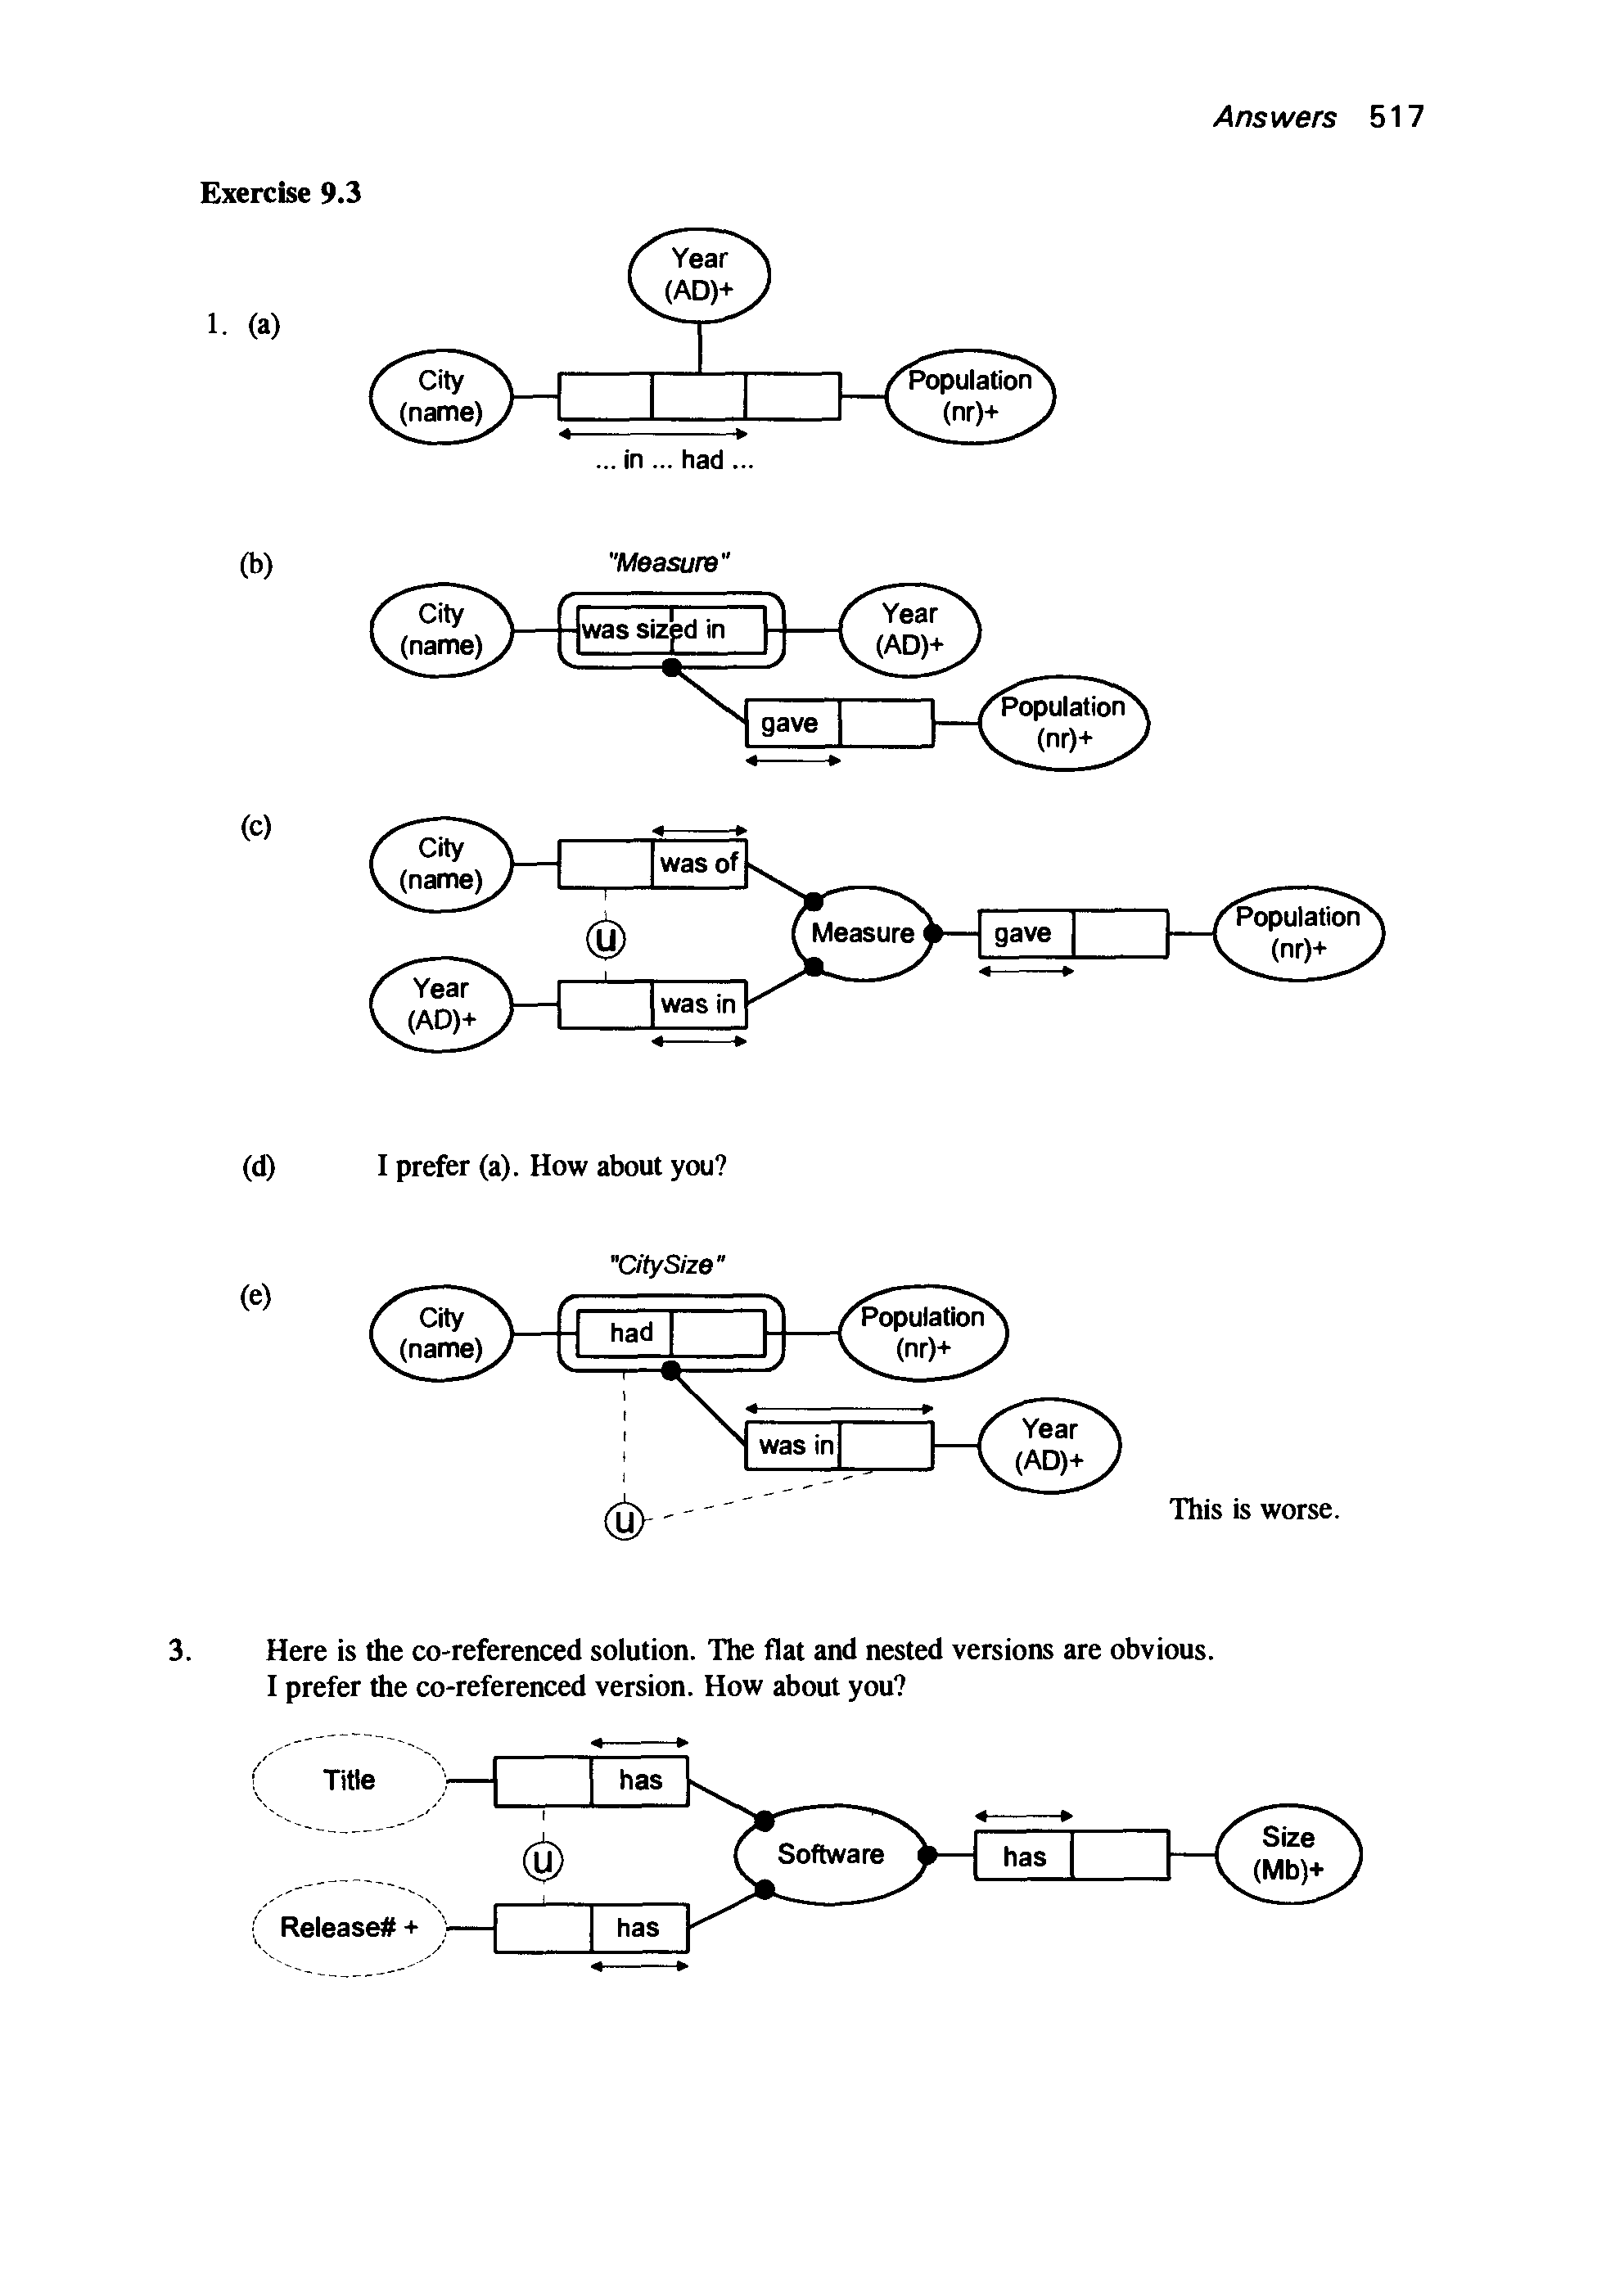 Answers 517
Exercise 9.3
Year
(AD)+
1. (a)
City
(name)
Population
(nr)+
... in ... had ...
(b)
"Measure"
City
(name)
was sized in
Year
(AD)+
gave
Population
(nr)+
(c)
City
(name)
was of
U
Measure
gave
Population
(nr)+
Year
(AD)+
was in
(d) I prefer (a). How about you?
"CitySize"
(e)
City
(name)
had
Population
(nr)+
was in
Year
(AD)+
U
This is worse.
3. Here is the co-referenced solution. The flat and nested versions are obvious.
I prefer the co-referenced version. How about you?
Title
has
U
Software
has
Size
(Mb)+
Release# +
has